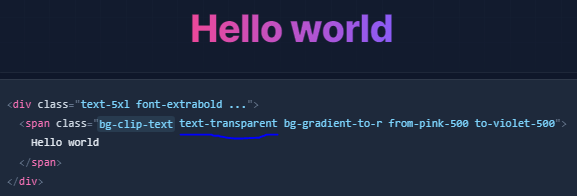 Hello world
<div class="text-5xl font-extrabold ...">
<span class="bg-clip-text text-transparent bg-gradient-to-r from-pink-500 to-violet-500">
Hello world
</span>
</div>